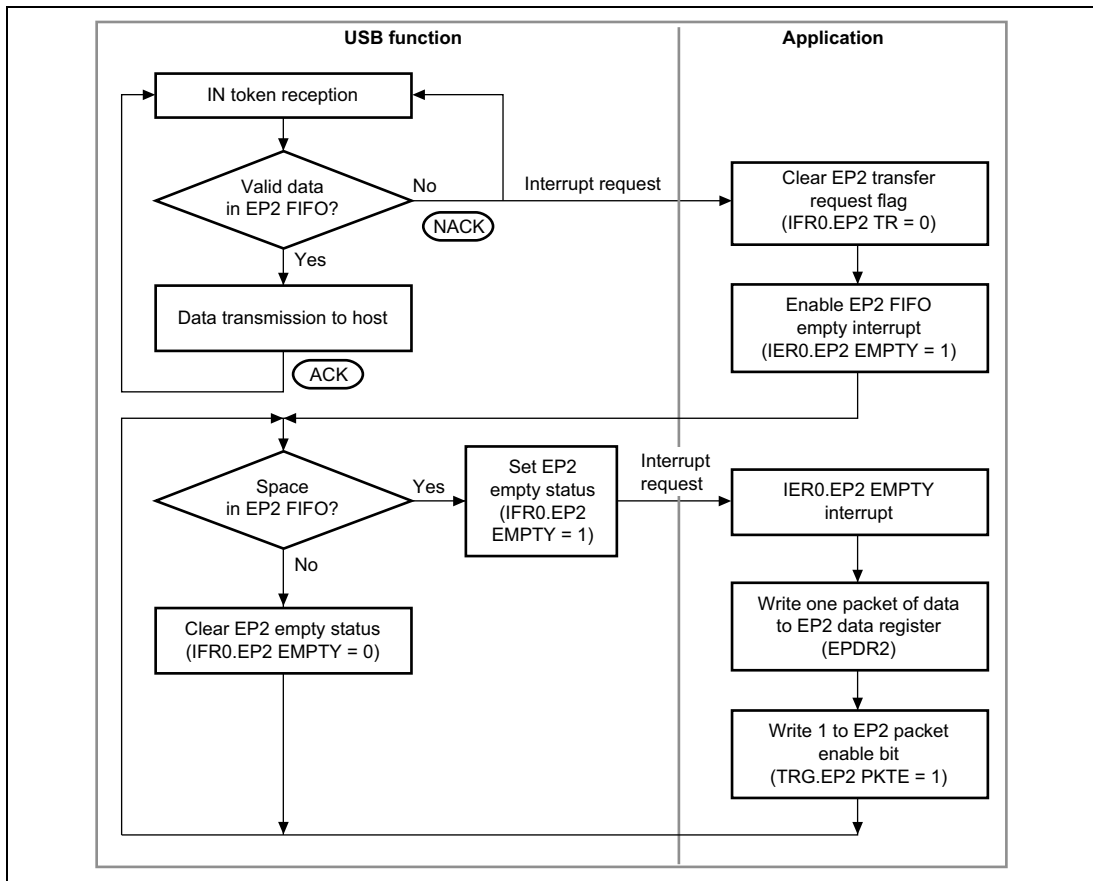 USB function
Application
IN token reception
Valid data
in EP2 FIFO?
No
NACK
Interrupt request
Clear EP2 transfer
request flag
(IFR0.EP2 TR = 0)
Yes
Data transmission to host
ACK
Enable EP2 FIFO
empty interrupt
(IER0.EP2 EMPTY = 1)
Space
in EP2 FIFO?
Yes
Set EP2
empty status
(IFR0.EP2
EMPTY = 1)
Interrupt
request
IER0.EP2 EMPTY
interrupt
No
Clear EP2 empty status
(IFR0.EP2 EMPTY = 0)
Write one packet of data
to EP2 data register
(EPDR2)
Write 1 to EP2 packet
enable bit
(TRG.EP2 PKTE = 1)